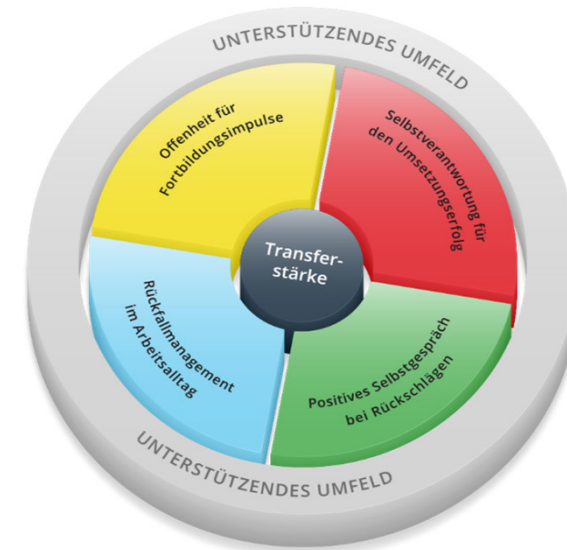 UNTERSTÜTZENDES UMFELD
Offenheit für
Fortbildungsimpulse
Selbstverantwortung für
den Umsetzungserfolg
Transfer-
stärke
Rückfallmanagement
im Arbeitsalltag
Positives Selbstgespräch
bei Rückschlägen
UNTERSTÜTZENDES UMFELD